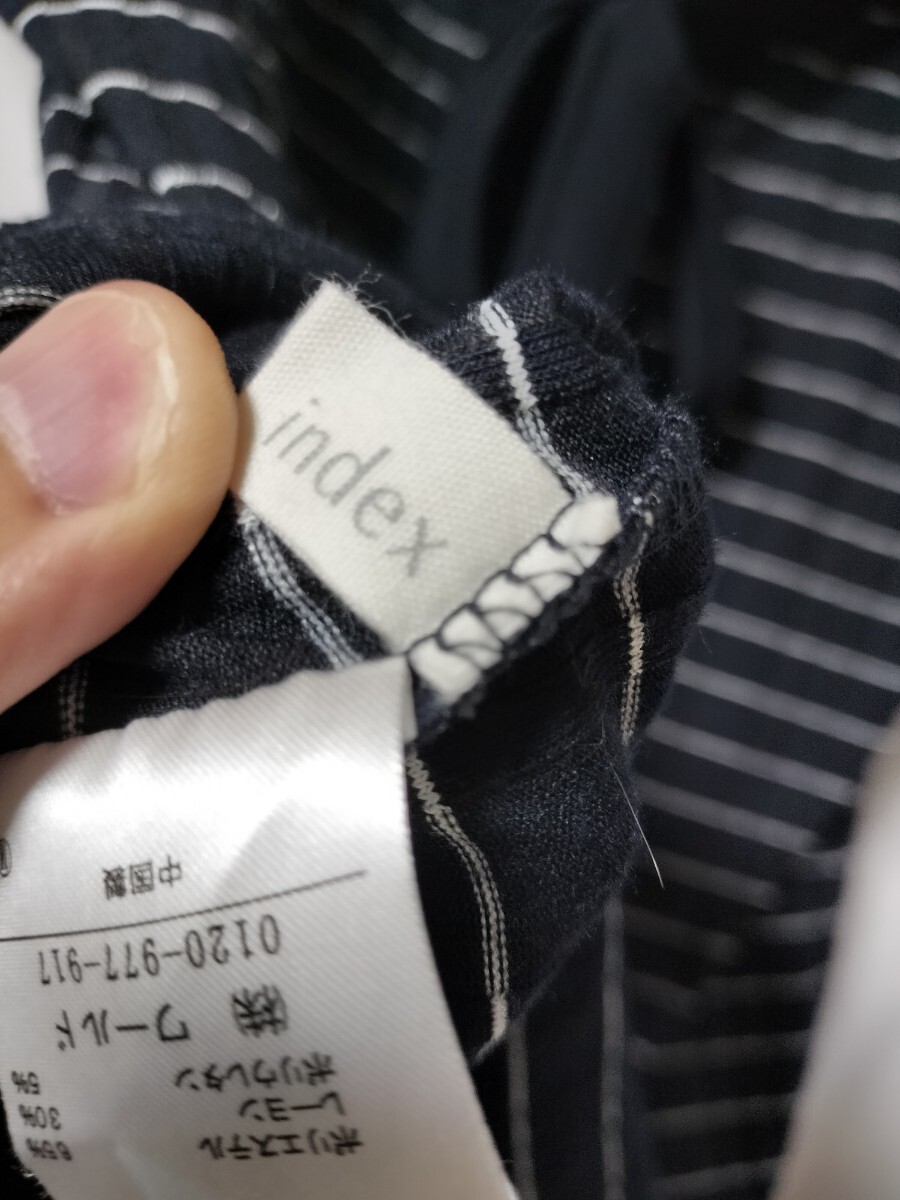 index
ポリエステル 65%
レーヨン 30%
ポリウレタン 5%
㈱ ワールド
0120-977-917
中国製